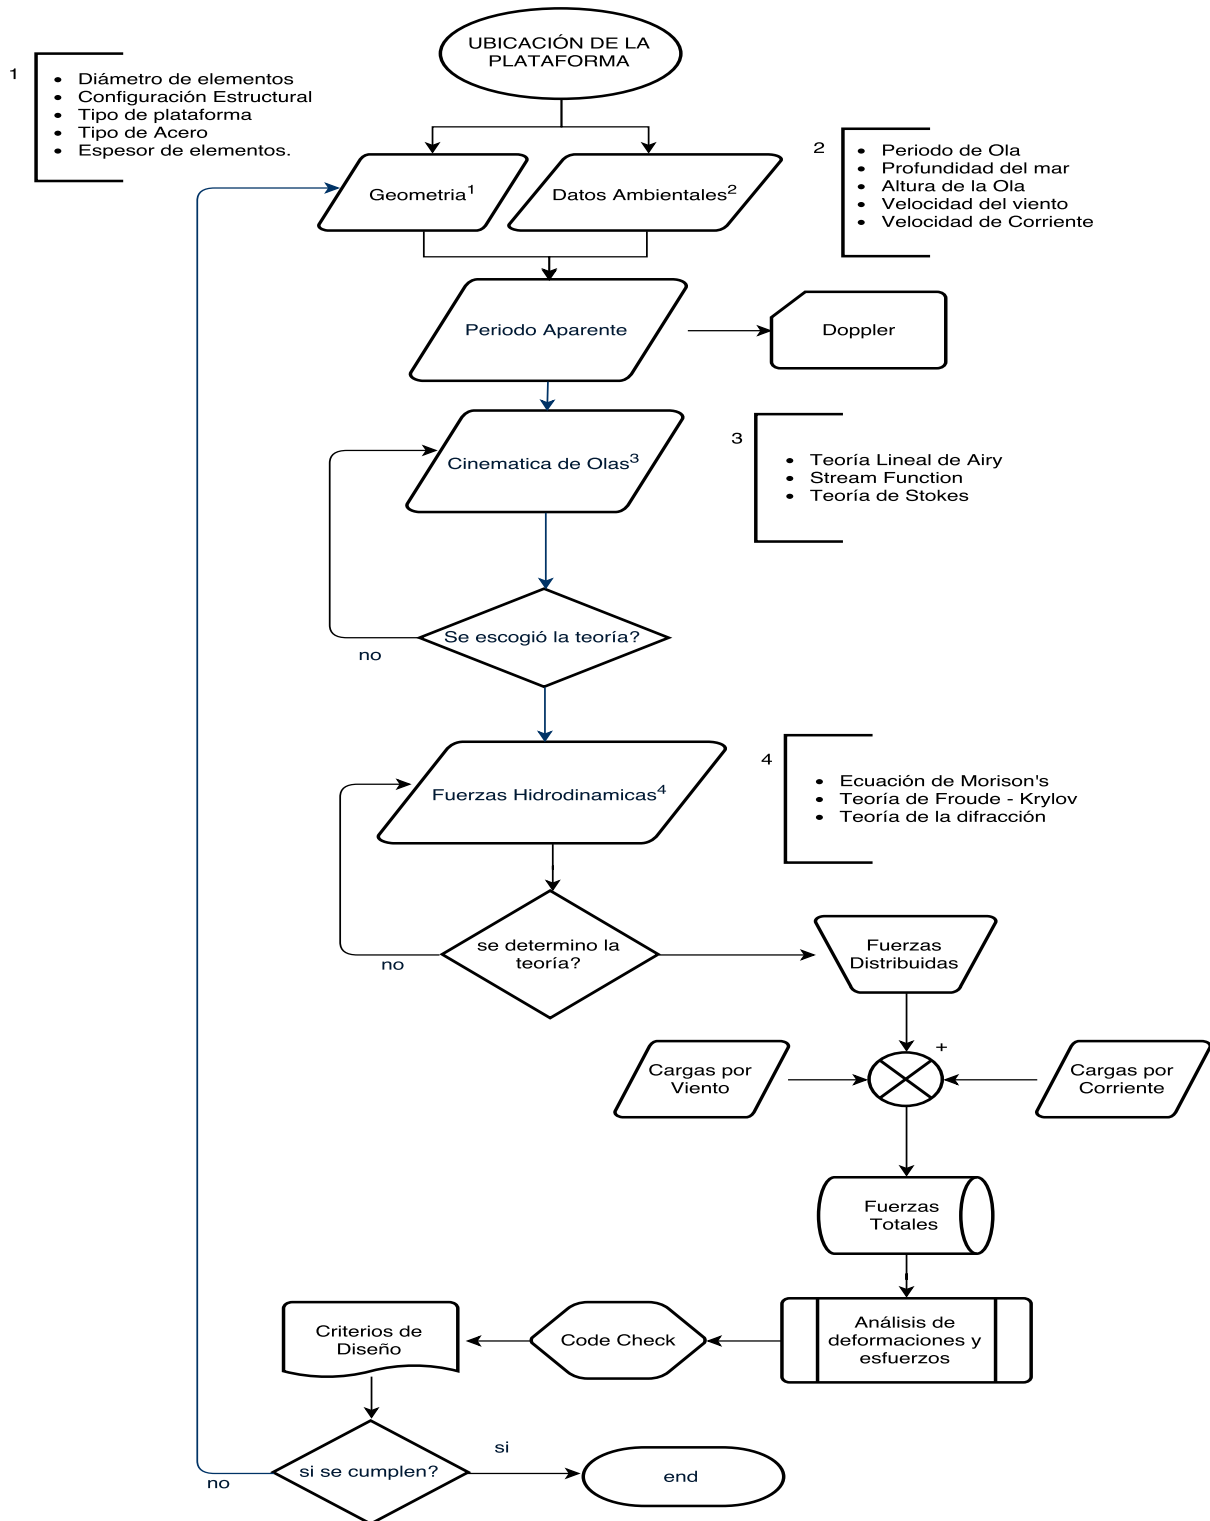 UBICACIÓN DE LA
PLATAFORMA
1
• Diámetro de elementos
• Configuración Estructural
• Tipo de plataforma
• Tipo de Acero
• Espesor de elementos.
2
• Periodo de Ola
• Profundidad del mar
• Altura de la Ola
• Velocidad del viento
• Velocidad de Corriente
Geometria1
Datos Ambientales2
Periodo Aparente
Doppler
Cinematica de Olas3
3
• Teoría Lineal de Airy
• Stream Function
• Teoría de Stokes
Se escogió la teoría?
no
Fuerzas Hidrodinamicas4
4
• Ecuación de Morison's
• Teoría de Froude - Krylov
• Teoría de la difracción
se determino la
teoría?
no
Fuerzas
Distribuidas
+
Cargas por
Viento
Cargas por
Corriente
Fuerzas
Totales
Análisis de
deformaciones y
esfuerzos
Code Check
Criterios de
Diseño
si se cumplen?
si
no
end